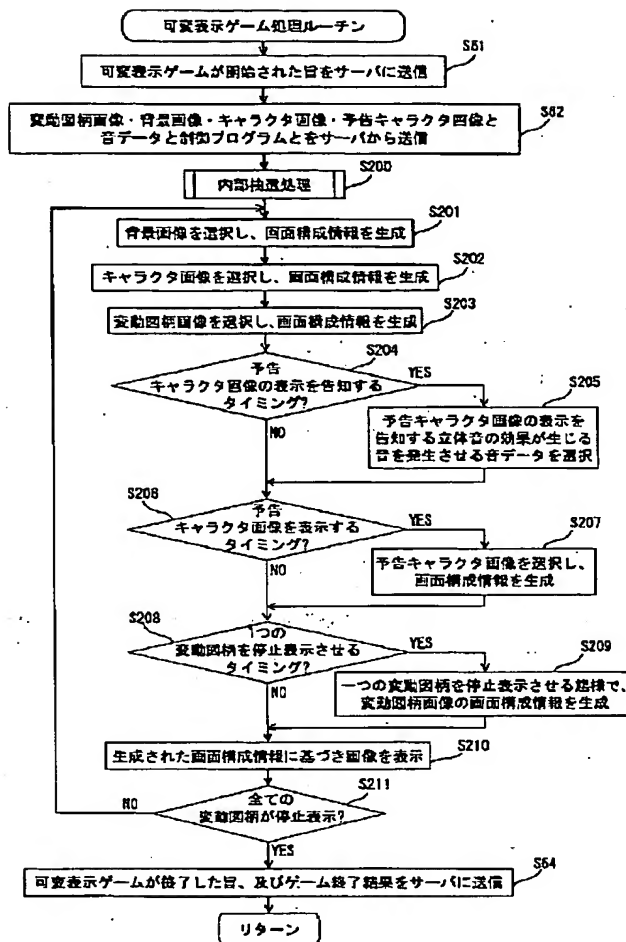 可変表示ゲーム処理ルーチン
S61
可変表示ゲームが開始された旨をサーバに送信
S62
変動図柄画像・背景画像・キャラクタ画像・予告キャラクタ画像と
音データと制御プログラムとをサーバから送信
S200
内部抽選処理
S201
背景画像を選択し、画面構成情報を生成
S202
キャラクタ画像を選択し、画面構成情報を生成
S203
変動図柄画像を選択し、画面構成情報を生成
S204
予告
キャラクタ画像の表示を告知する
タイミング?
YES
NO
S205
予告キャラクタ画像の表示を
告知する立体音の効果が生じる
音を発生させる音データを選択
S206
予告
キャラクタ画像を表示する
タイミング?
YES
NO
S207
予告キャラクタ画像を選択し、
画面構成情報を生成
S208
1つの
変動図柄を停止表示させる
タイミング?
YES
NO
S209
一つの変動図柄を停止表示させる態様で、
変動図柄画像の画面構成情報を生成
S210
生成された画面構成情報に基づき画像を表示
S211
全ての
変動図柄が停止表示?
NO
YES
S64
可変表示ゲームが終了した旨、及びゲーム終了結果をサーバに送信
リターン